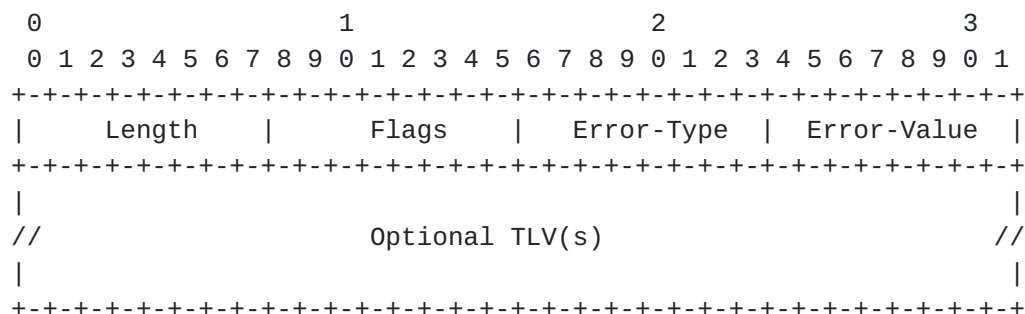 0                   1                   2                   3
 0 1 2 3 4 5 6 7 8 9 0 1 2 3 4 5 6 7 8 9 0 1 2 3 4 5 6 7 8 9 0 1
+-+-+-+-+-+-+-+-+-+-+-+-+-+-+-+-+-+-+-+-+-+-+-+-+-+-+-+-+-+-+-+-+
|     Length    |      Flags    |   Error-Type  |  Error-Value  |
+-+-+-+-+-+-+-+-+-+-+-+-+-+-+-+-+-+-+-+-+-+-+-+-+-+-+-+-+-+-+-+-+
|                                                               |
//                     Optional TLV(s)                         //
|                                                               |
+-+-+-+-+-+-+-+-+-+-+-+-+-+-+-+-+-+-+-+-+-+-+-+-+-+-+-+-+-+-+-+-+